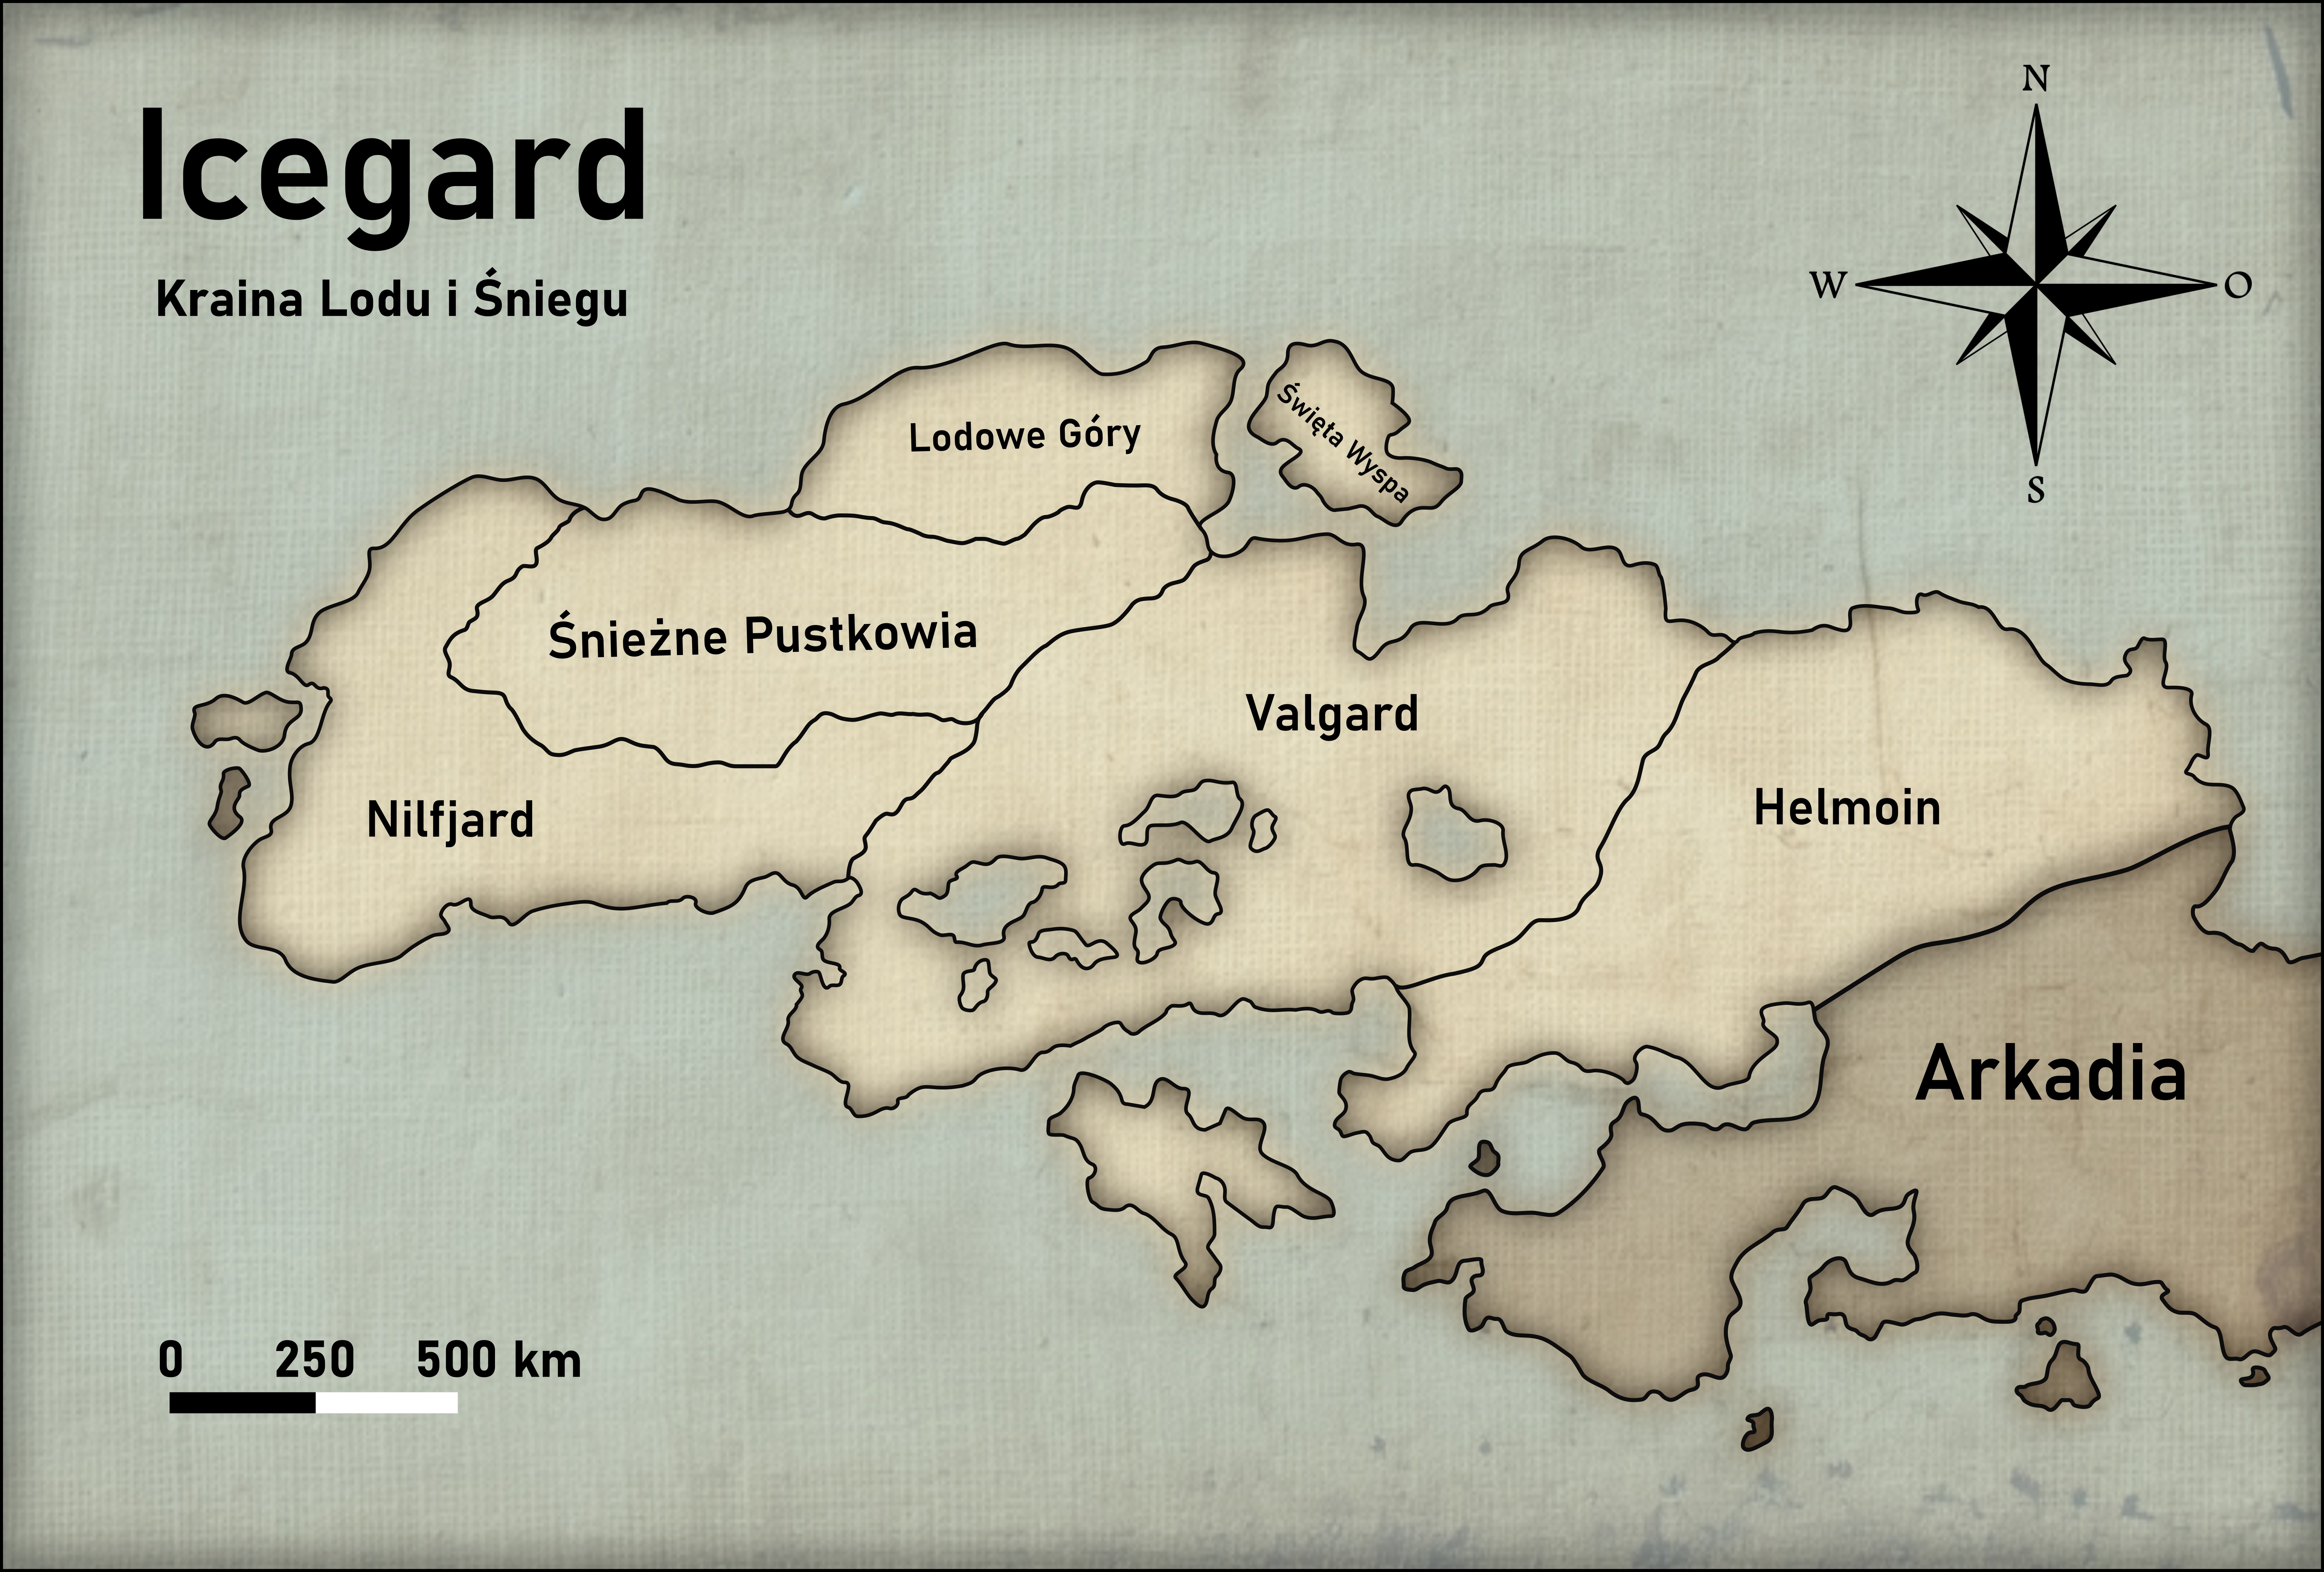 Icegard
Kraina Lodu i Śniegu
N
W
O
S
Lodowe Góry
Święta Wyspa
Śnieżne Pustkowia
Valgard
Nilfjard
Helmoin
Arkadia
0 250 500 km